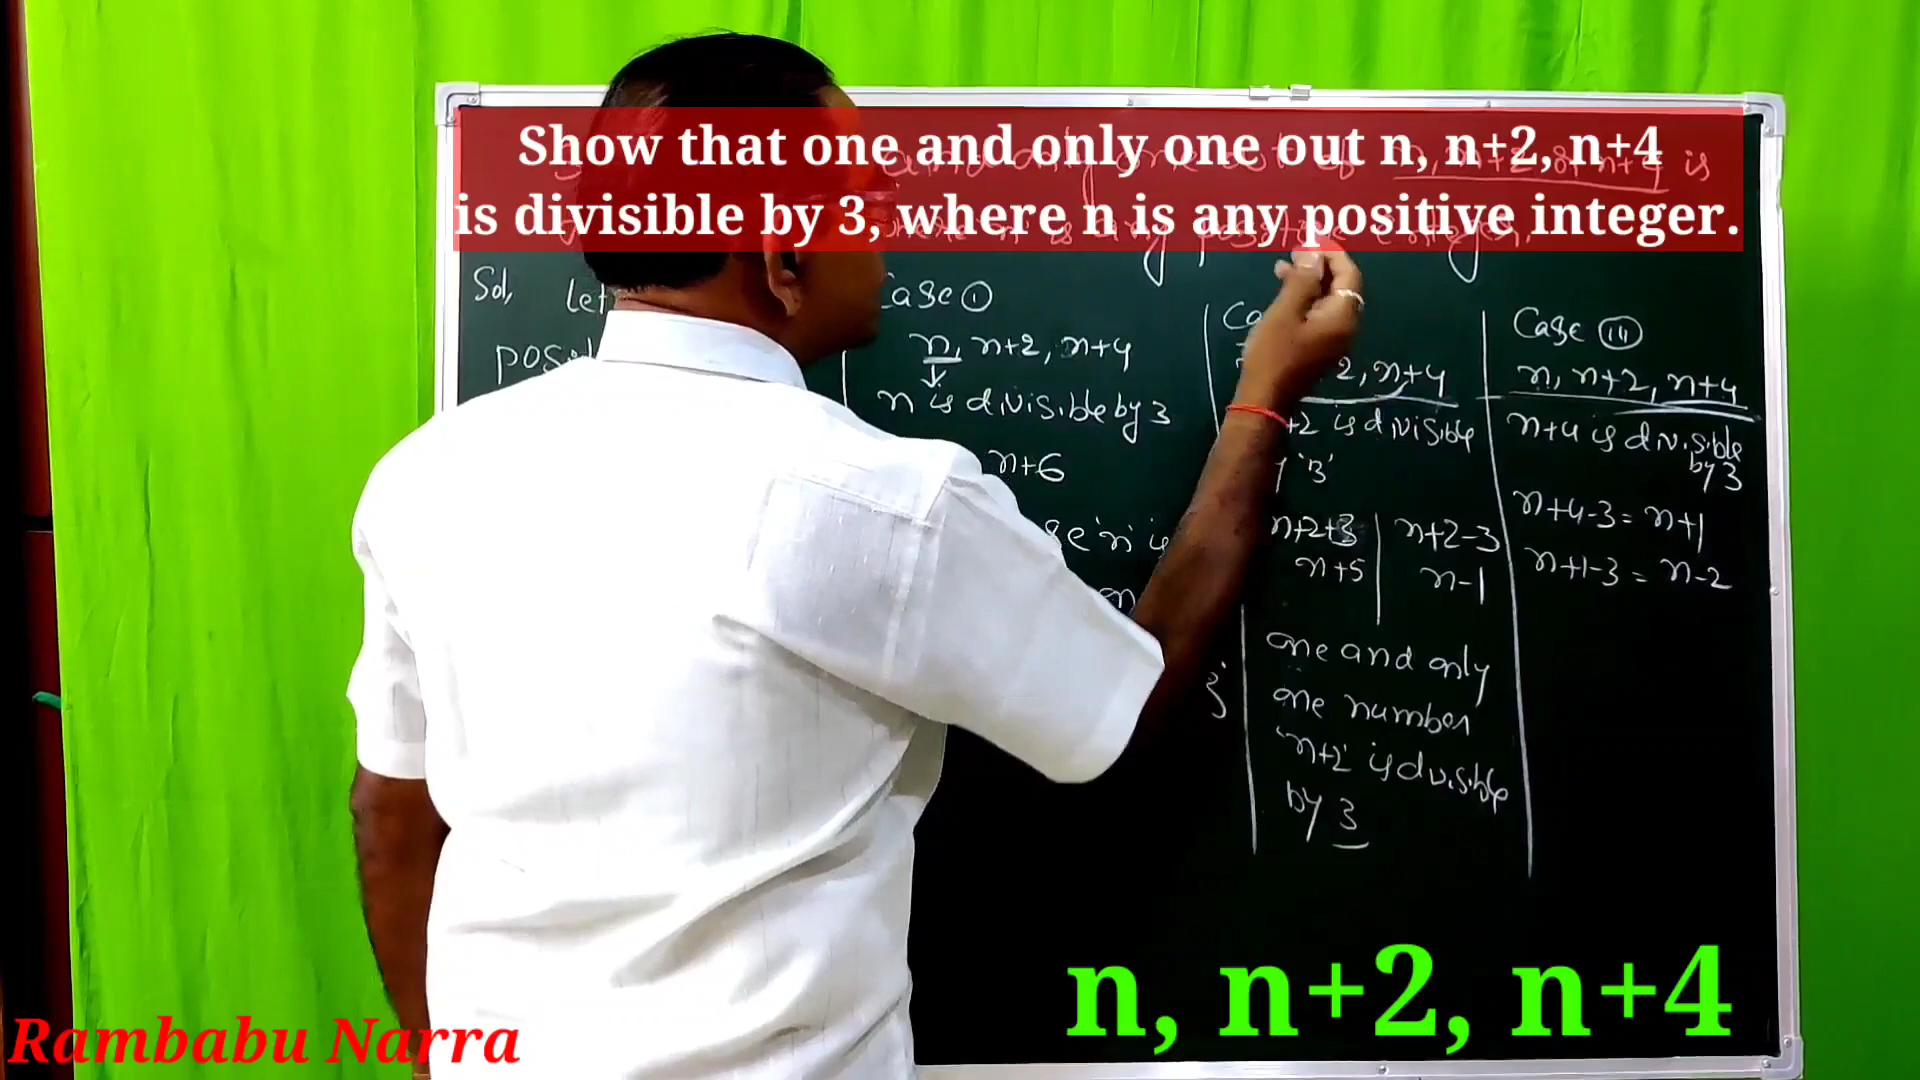 Show that one and only one out n, n+2, n+4
is divisible by 3, where n is any positive integer.
Sol, Let
Case ①
n, n+2, n+4
n is divisible by 3
n+6
2, n+4
+2 is divisible
'3'
n+2+3 | n+2-3
n+5 | n-1
one and only
one number
'n+2' is divisible
by 3
Case (III)
n, n+2, n+4
n+4 is divisible
by 3
n+4-3 = n+1
n+1-3 = n-2
n, n+2, n+4
Rambabu Narra